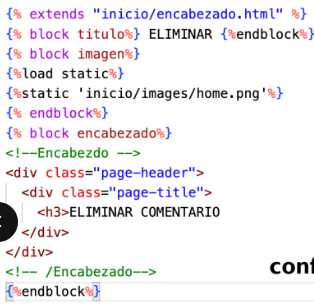 {% extends "inicio/encabezado.html" %}
{% block titulo%} ELIMINAR {%endblock%}
{% block imagen%}
{%load static%}
{%static 'inicio/images/home.png'%}
{% endblock%}
{% block encabezado%}
<!--Encabezdo -->
<div class="page-header">
<div class="page-title">
<h3>ELIMINAR COMENTARIO
</div>
</div>
<!-- /Encabezado-->
{%endblock%}